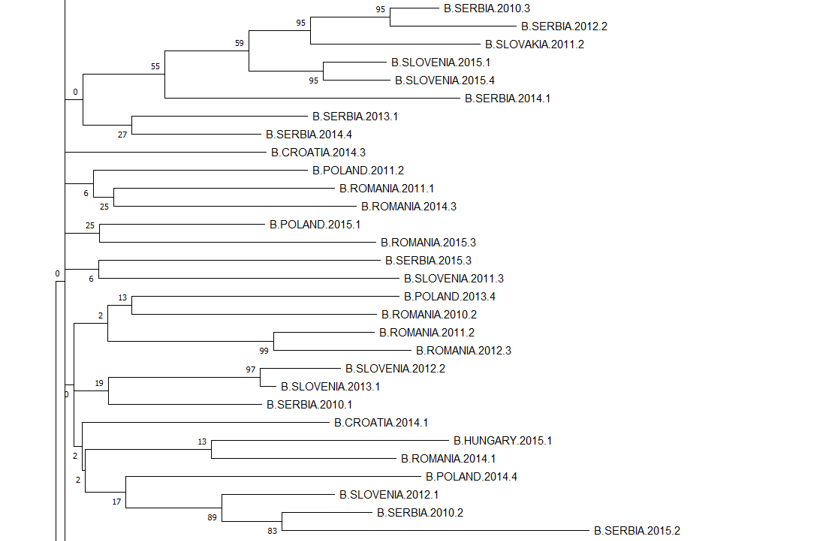 95 B.SERBIA.2010.3
B.SERBIA.2012.2
95
B.SLOVAKIA.2011.2
59
B.SLOVENIA.2015.1
55
95 B.SLOVENIA.2015.4
B.SERBIA.2014.1
0
B.SERBIA.2013.1
27 B.SERBIA.2014.4
B.CROATIA.2014.3
B.POLAND.2011.2
6 B.ROMANIA.2011.1
25 B.ROMANIA.2014.3
25 B.POLAND.2015.1
B.ROMANIA.2015.3
B.SERBIA.2015.3
0
6 B.SLOVENIA.2011.3
13 B.POLAND.2013.4
2 B.ROMANIA.2010.2
B.ROMANIA.2011.2
99 B.ROMANIA.2012.3
97 B.SLOVENIA.2012.2
19 B.SLOVENIA.2013.1
0
B.SERBIA.2010.1
B.CROATIA.2014.1
13 B.HUNGARY.2015.1
2
B.ROMANIA.2014.1
2
B.POLAND.2014.4
17 B.SLOVENIA.2012.1
89 B.SERBIA.2010.2
83 B.SERBIA.2015.2